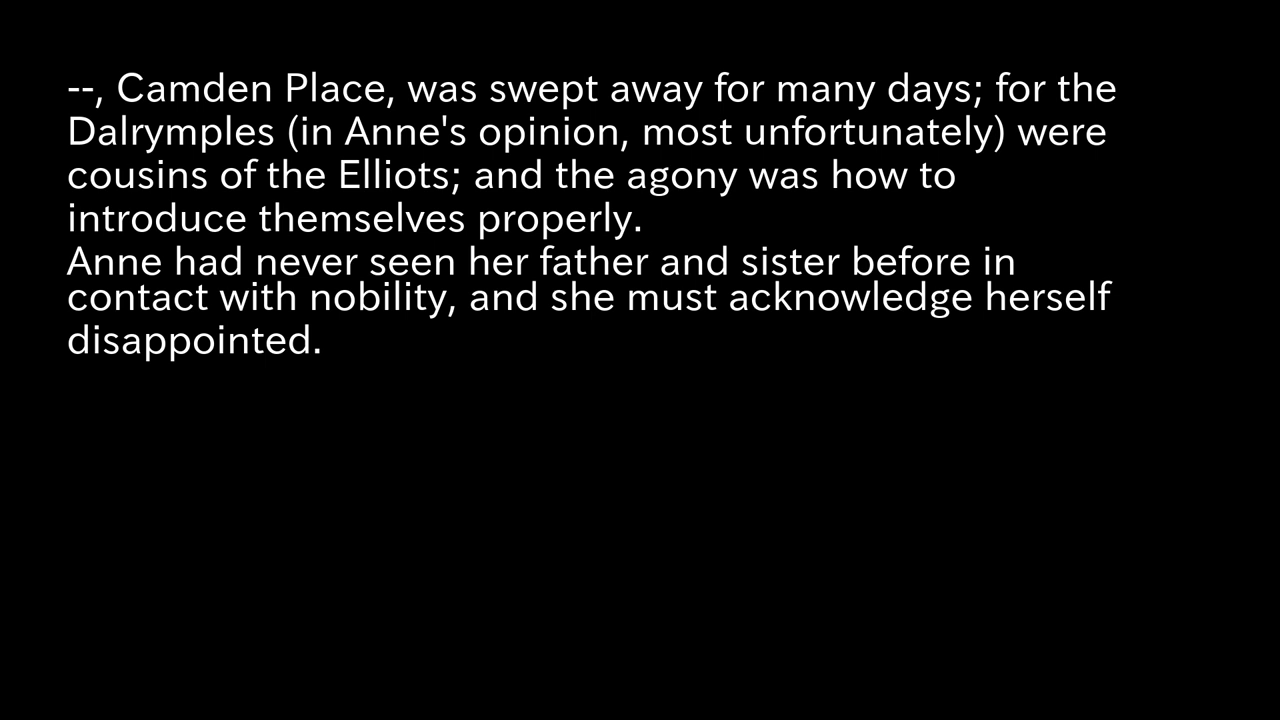 --, Camden Place, was swept away for many days; for the
Dalrymples (in Anne's opinion, most unfortunately) were
cousins of the Elliots; and the agony was how to
introduce themselves properly.
Anne had never seen her father and sister before in
contact with nobility, and she must acknowledge herself
disappointed.